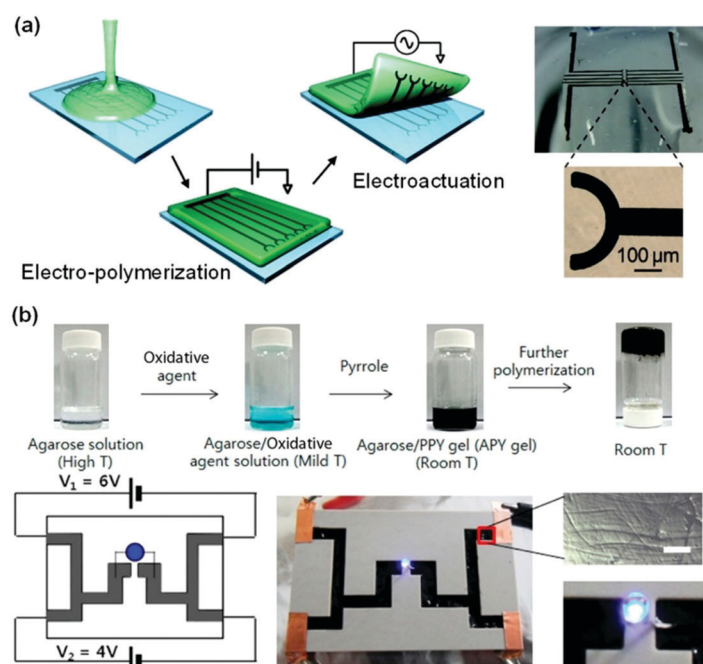 (a)
Electroactuation
Electro-polymerization
100 µm
(b)
Oxidative
agent
Pyrrole
Further
polymerization
Agarose solution
(High T)
Agarose/Oxidative
agent solution (Mild T)
Agarose/PPY gel (APY gel)
(Room T)
Room T
V₁ = 6V
V₂ = 4V